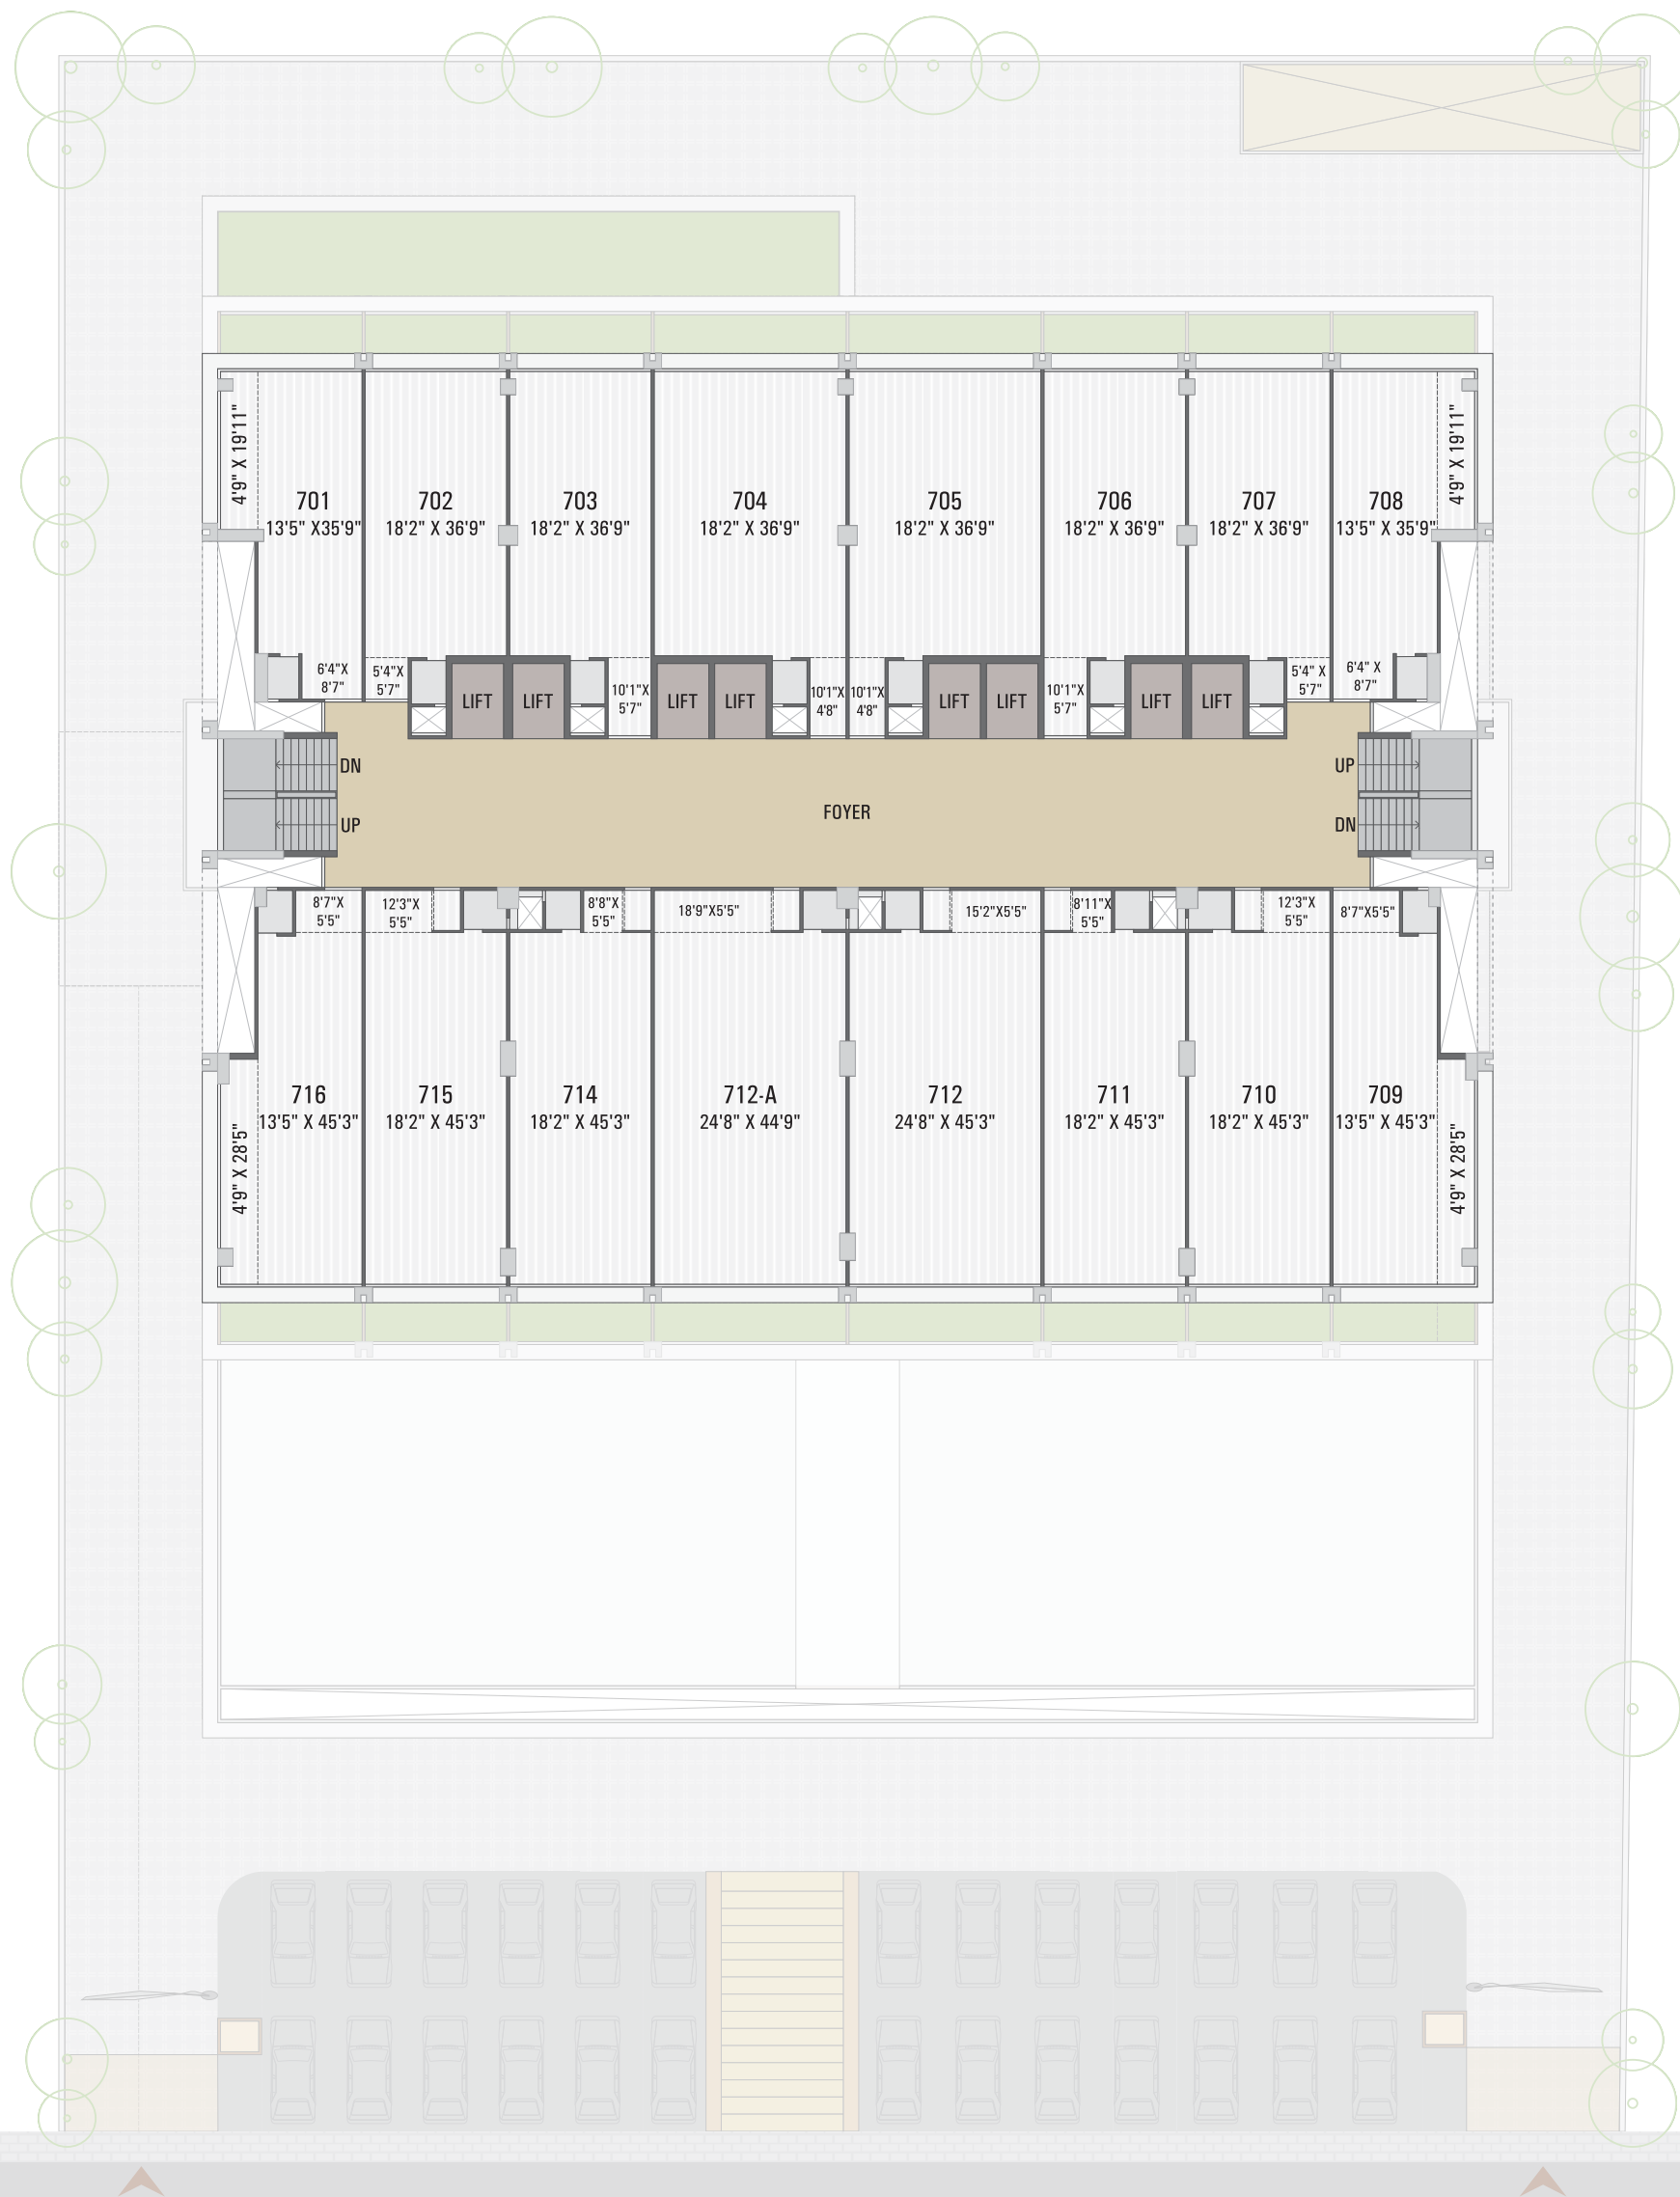 4'9" X 19'11"
701
13'5" X35'9"
702
18'2" X 36'9"
703
18'2" X 36'9"
704
18'2" X 36'9"
705
18'2" X 36'9"
706
18'2" X 36'9"
707
18'2" X 36'9"
708
13'5" X 35'9"
4'9" X 19'11"
6'4"X
8'7"
5'4"X
5'7"
LIFT
LIFT
10'1"X
5'7"
LIFT
LIFT
10'1"X
4'8"
10'1"X
4'8"
LIFT
LIFT
10'1"X
5'7"
LIFT
LIFT
5'4" X
5'7"
6'4" X
8'7"
DN
UP
FOYER
UP
DN
8'7"X
5'5"
12'3"X
5'5"
8'8"X
5'5"
18'9"X5'5"
15'2"X5'5"
8'11"X
5'5"
12'3"X
5'5"
8'7"X5'5"
4'9" X 28'5"
716
13'5" X 45'3"
715
18'2" X 45'3"
714
18'2" X 45'3"
712-A
24'8" X 44'9"
712
24'8" X 45'3"
711
18'2" X 45'3"
710
18'2" X 45'3"
709
13'5" X 45'3"
4'9" X 28'5"